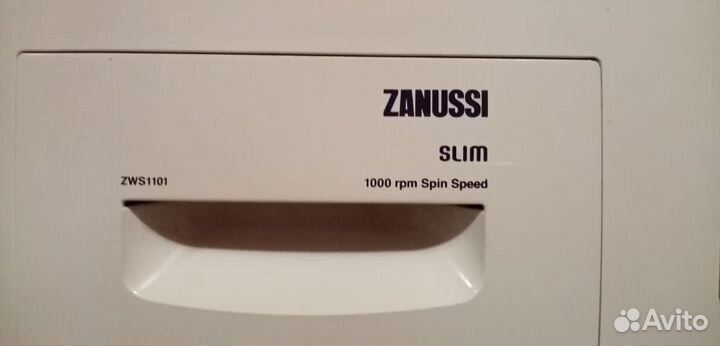 ZANUSSI
SLIM
ZWS1101 1000 rpm Spin Speed
Avito